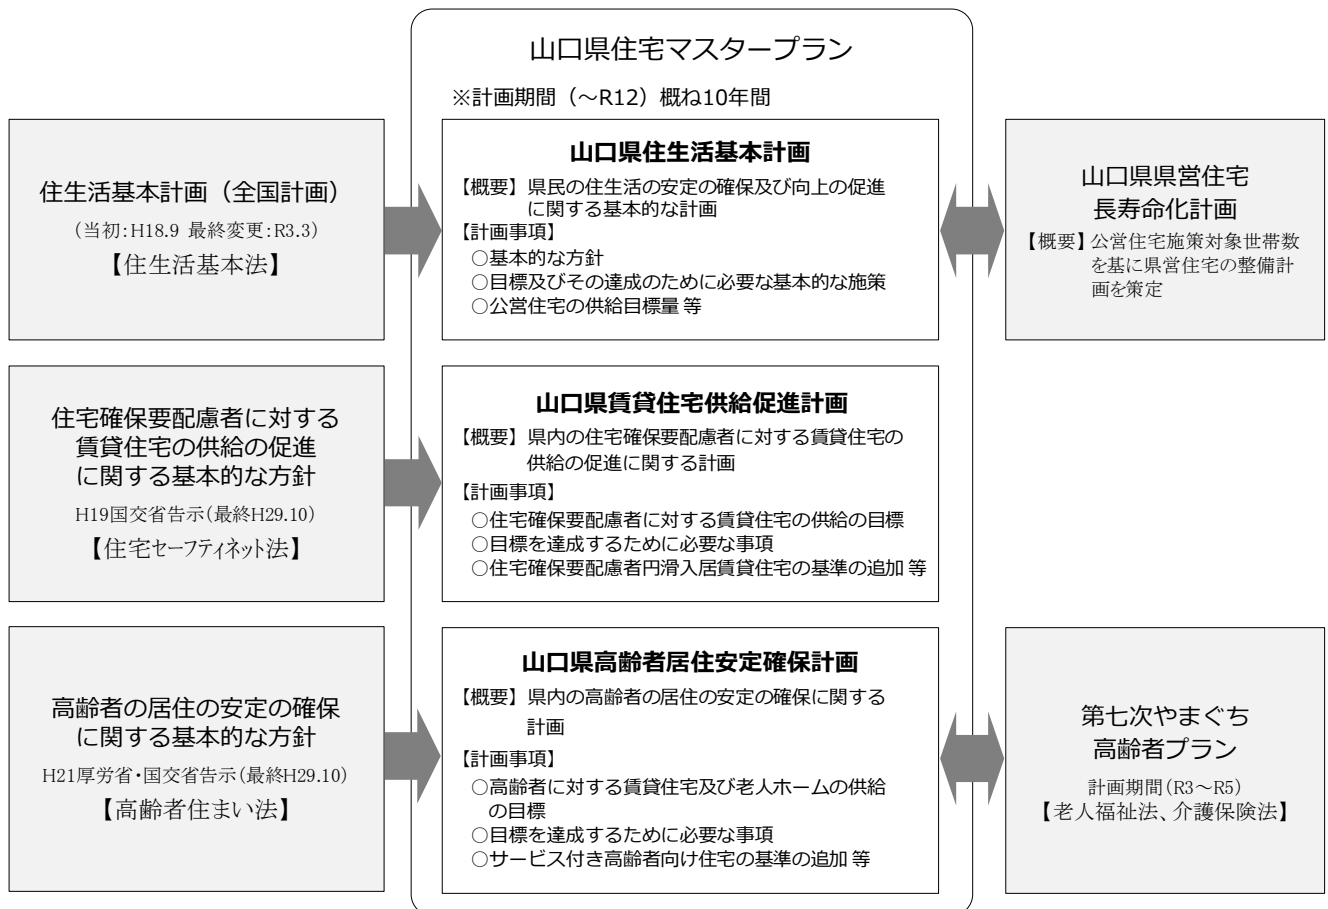 山口県住宅マスタープラン
※計画期間（～R12）概ね10年間
住生活基本計画（全国計画）
（当初：H18.9 最終変更：R3.3）
【住生活基本法】
山口県住生活基本計画
【概要】県民の住生活の安定の確保及び向上の促進
に関する基本的な計画
【計画事項】
○基本的な方針
○目標及びその達成のために必要な基本的な施策
○公営住宅の供給目標量 等
山口県県営住宅
長寿命化計画
【概要】公営住宅施策対象世帯数
を基に県営住宅の整備計
画を策定
住宅確保要配慮者に対する
賃貸住宅の供給の促進
に関する基本的な方針
H19国交省告示（最終H29.10）
【住宅セーフティネット法】
山口県賃貸住宅供給促進計画
【概要】県内の住宅確保要配慮者に対する賃貸住宅の
供給の促進に関する計画
【計画事項】
○住宅確保要配慮者に対する賃貸住宅の供給の目標
○目標を達成するために必要な事項
○住宅確保要配慮者円滑入居賃貸住宅の基準の追加 等
高齢者の居住の安定の確保
に関する基本的な方針
H21厚労省・国交省告示（最終H29.10）
【高齢者住まい法】
山口県高齢者居住安定確保計画
【概要】県内の高齢者の居住の安定の確保に関する
計画
【計画事項】
○高齢者に対する賃貸住宅及び老人ホームの供給
の目標
○目標を達成するために必要な事項
○サービス付き高齢者向け住宅の基準の追加 等
第七次やまぐち
高齢者プラン
計画期間（R3～R5）
【老人福祉法、介護保険法】